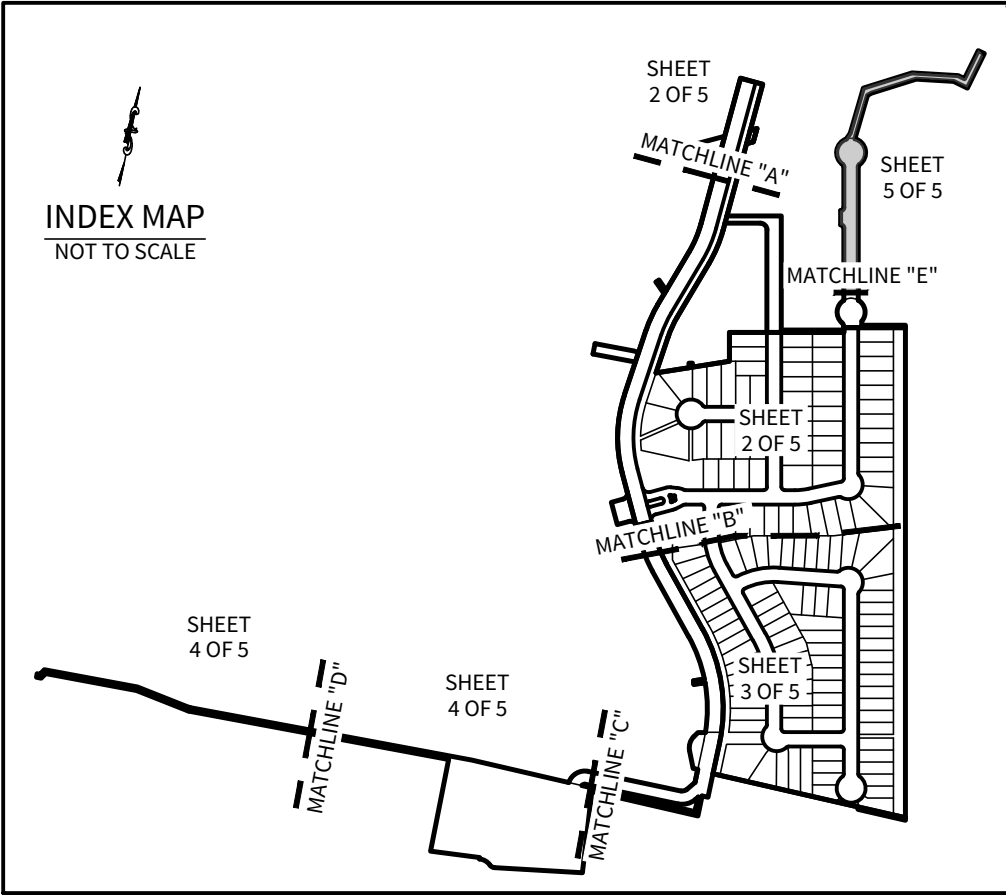 SHEET
2 OF 5
MATCHLINE "A"
SHEET
5 OF 5
INDEX MAP
NOT TO SCALE
MATCHLINE "E"
SHEET
2 OF 5
MATCHLINE "B"
SHEET
4 OF 5
SHEET
4 OF 5
SHEET
3 OF 5
MATCHLINE "D"
MATCHLINE "C"